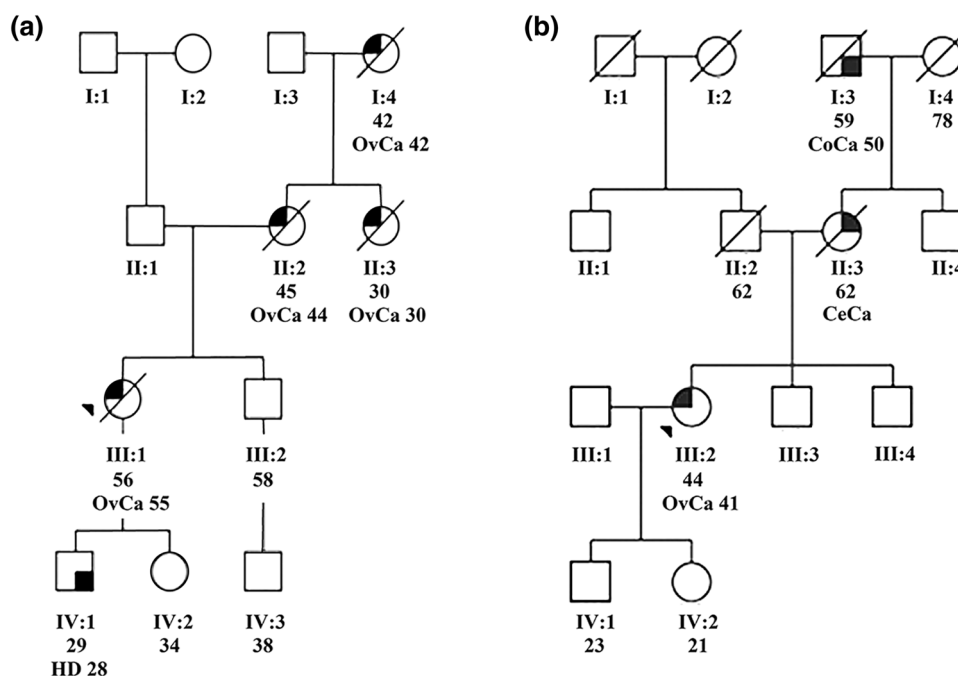 (a)
I:1
I:2
I:3
I:4
42
OvCa 42
II:1
II:2
45
OvCa 44
II:3
30
OvCa 30
III:1
56
OvCa 55
III:2
58
IV:1
29
HD 28
IV:2
34
IV:3
38
(b)
I:1
I:2
I:3
59
CoCa 50
I:4
78
II:1
II:2
62
II:3
62
CeCa
II:4
III:1
III:2
44
OvCa 41
III:3
III:4
IV:1
23
IV:2
21